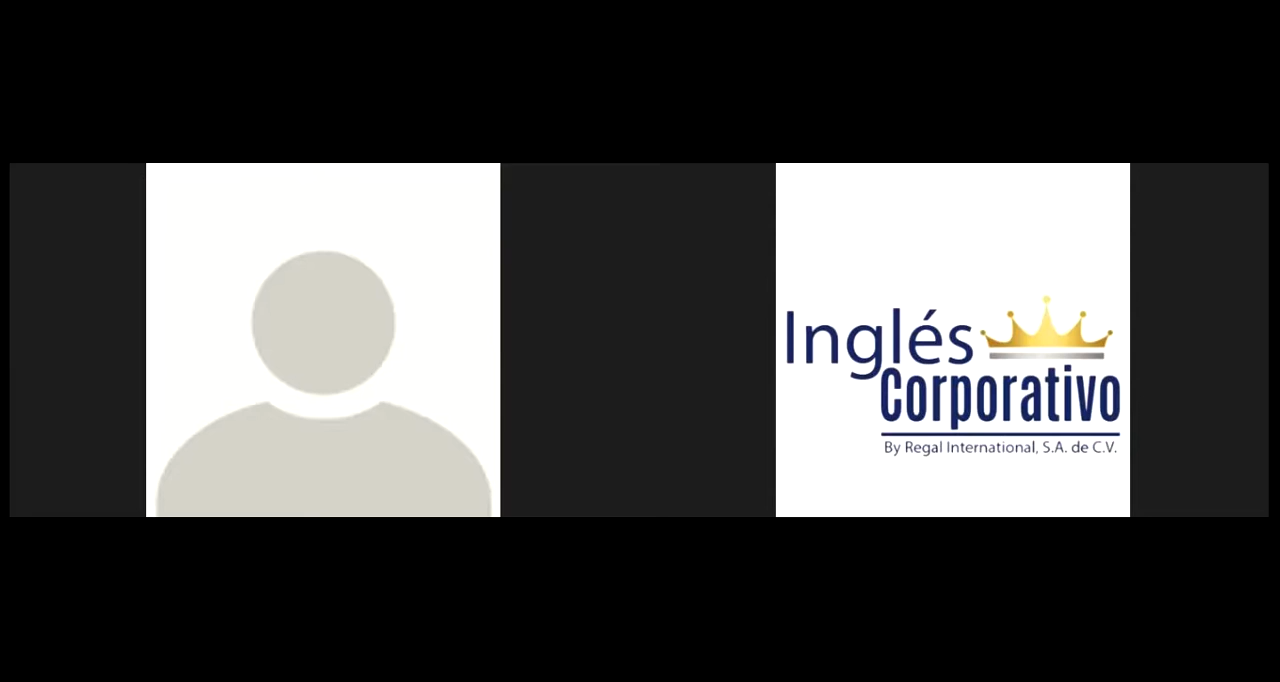 Inglés
Corporativo
By Regal International, S.A. de C.V.